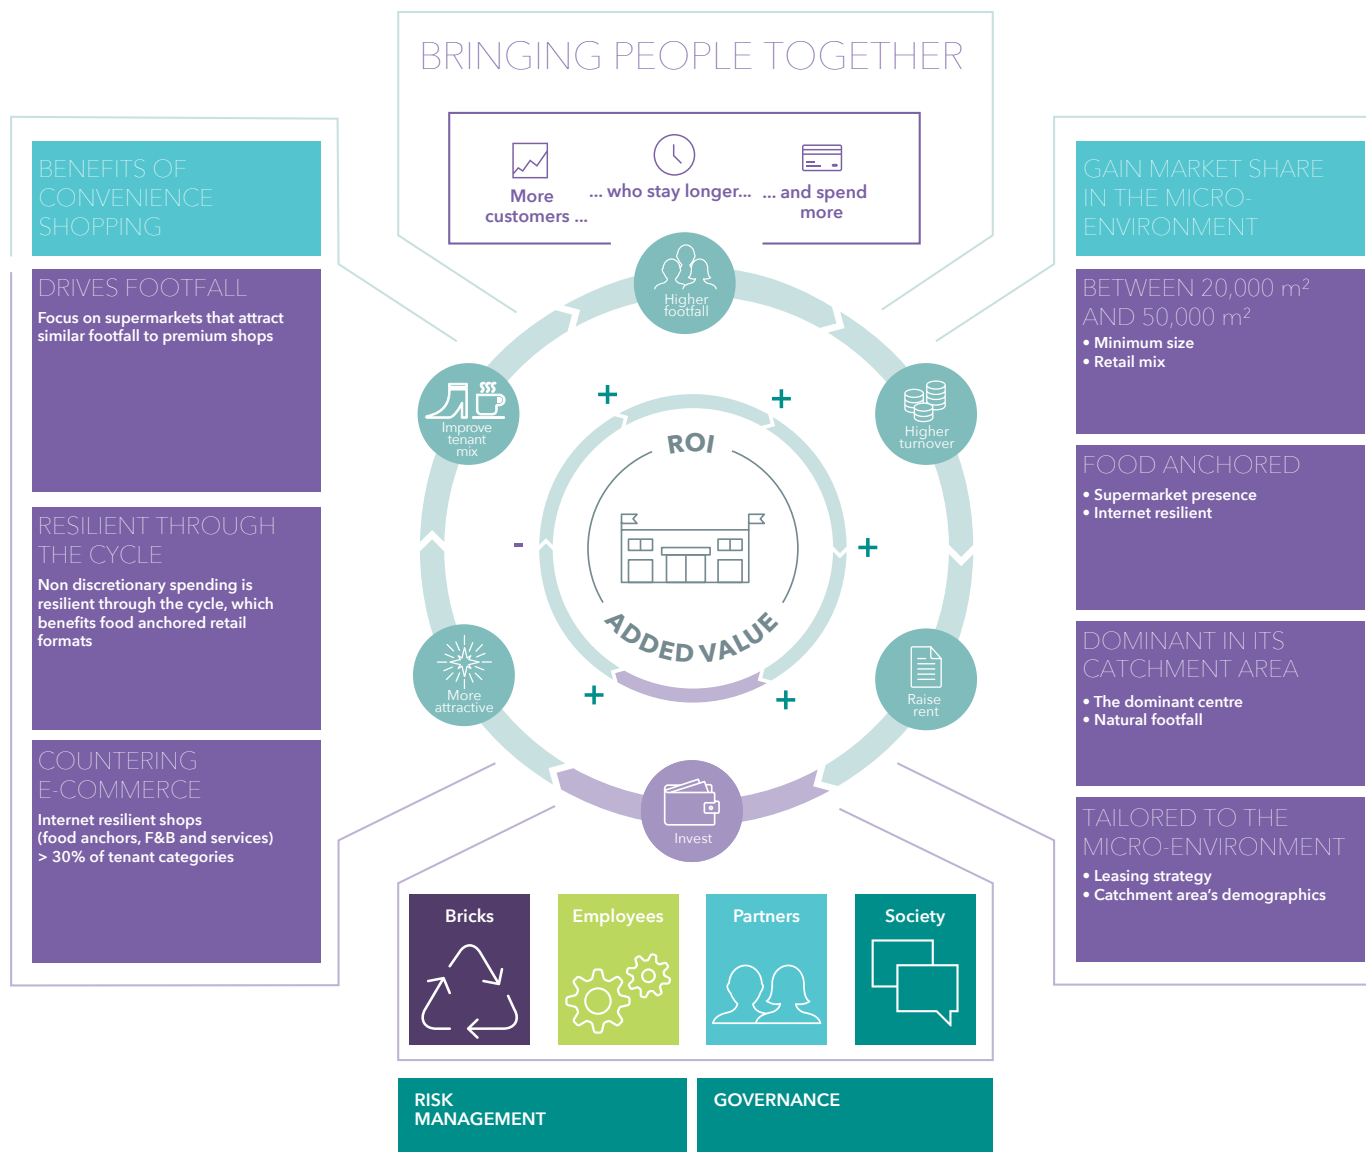 BRINGING PEOPLE TOGETHER
More
customers ...
... who stay longer...
... and spend
more
BENEFITS OF
CONVENIENCE
SHOPPING
DRIVES FOOTFALL
Focus on supermarkets that attract
similar footfall to premium shops
RESILIENT THROUGH
THE CYCLE
Non discretionary spending is
resilient through the cycle, which
benefits food anchored retail
formats
COUNTERING
E-COMMERCE
Internet resilient shops
(food anchors, F&B and services)
> 30% of tenant categories
Higher
footfall
Higher
turnover
Raise
rent
Invest
More
attractive
Improve
tenant
mix
+
+
+
+
+
-
ROI
ADDED VALUE
GAIN MARKET SHARE
IN THE MICRO-
ENVIRONMENT
BETWEEN 20,000 m²
AND 50,000 m²
• Minimum size
• Retail mix
FOOD ANCHORED
• Supermarket presence
• Internet resilient
DOMINANT IN ITS
CATCHMENT AREA
• The dominant centre
• Natural footfall
TAILORED TO THE
MICRO-ENVIRONMENT
• Leasing strategy
• Catchment area's demographics
Bricks
Employees
Partners
Society
RISK
MANAGEMENT
GOVERNANCE